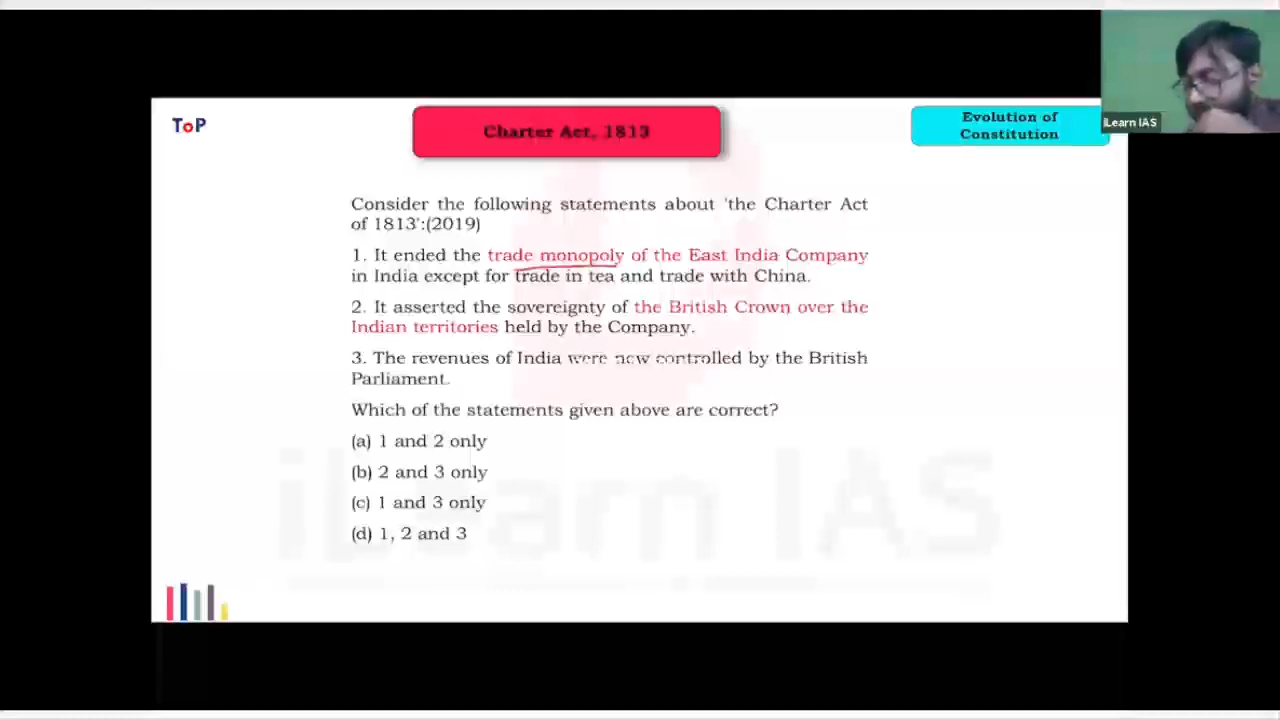 ToP
Charter Act, 1813
Evolution of
Constitution
iLearn IAS
Consider the following statements about 'the Charter Act
of 1813':(2019)
1. It ended the trade monopoly of the East India Company
in India except for trade in tea and trade with China.
2. It asserted the sovereignty of the British Crown over the
Indian territories held by the Company.
3. The revenues of India were now controlled by the British
Parliament.
Which of the statements given above are correct?
(a) 1 and 2 only
(b) 2 and 3 only
(c) 1 and 3 only
(d) 1, 2 and 3
iLearn IAS